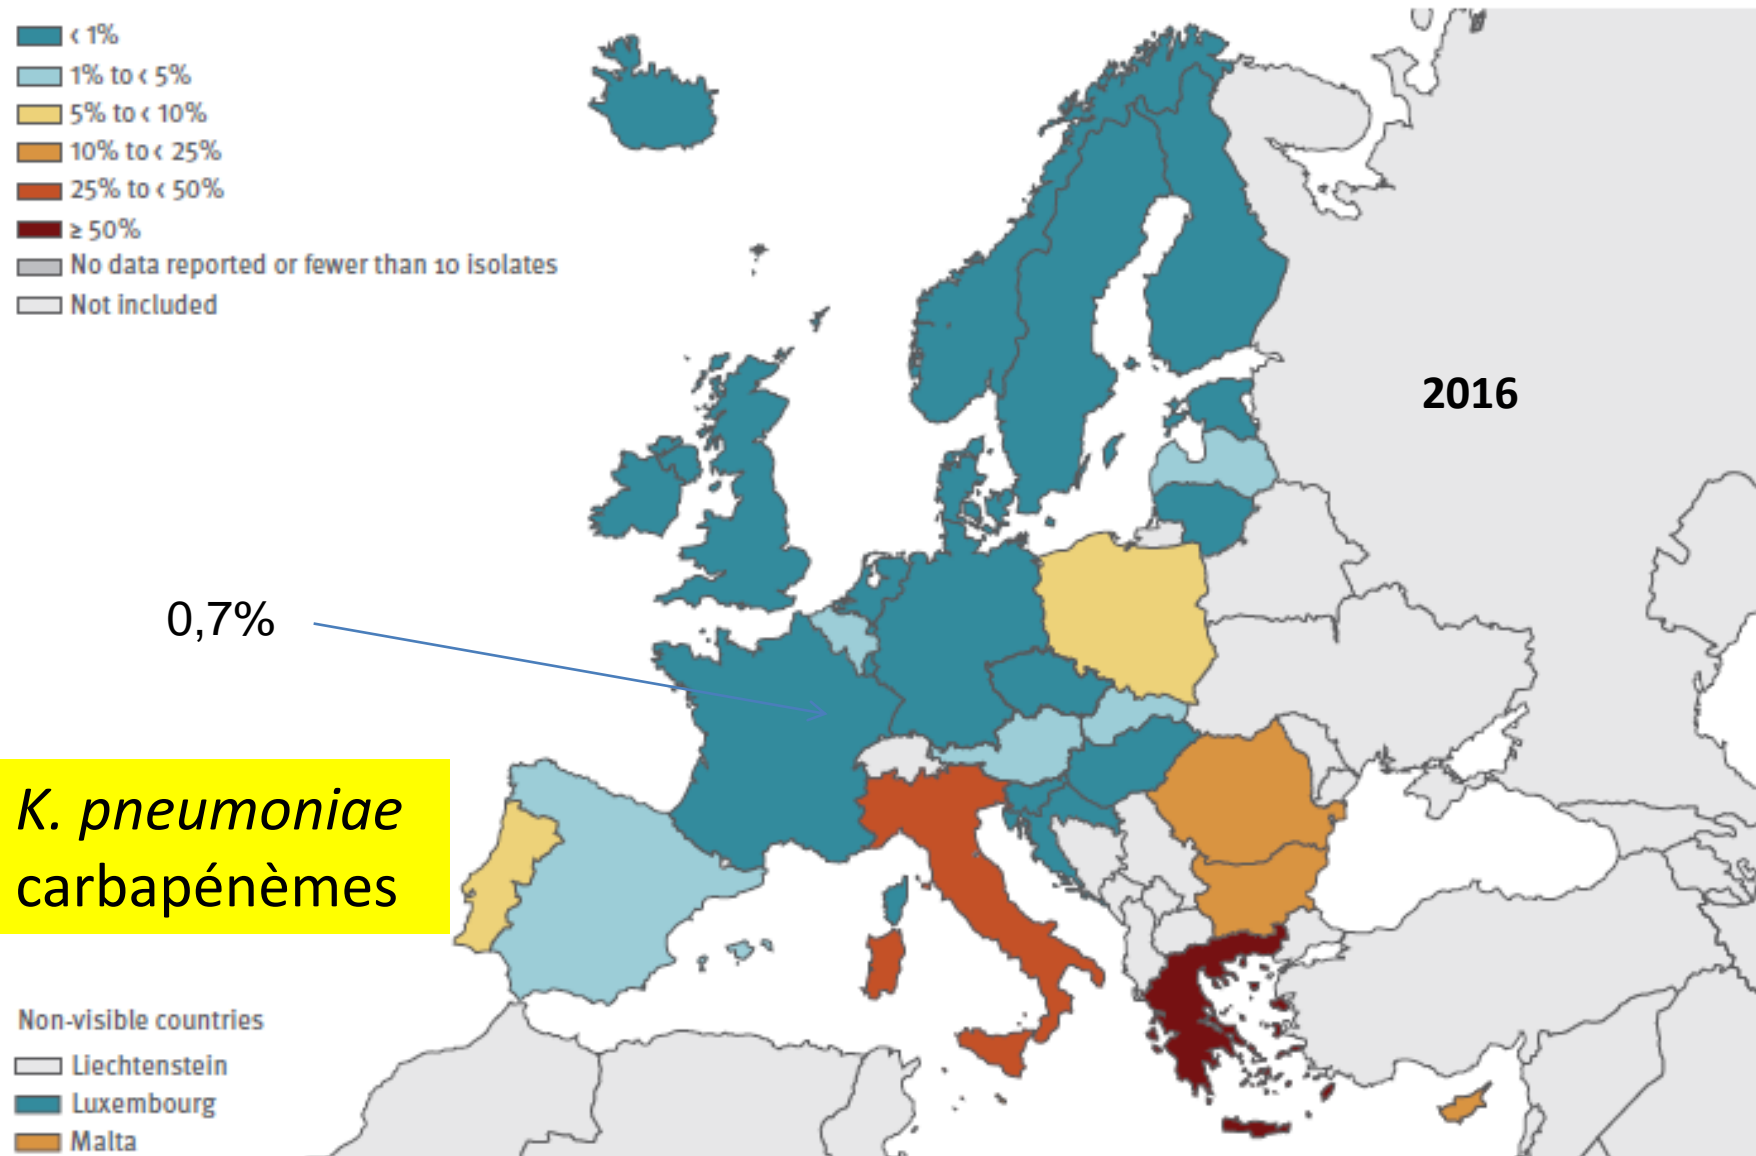 < 1%
1% to < 5%
5% to < 10%
10% to < 25%
25% to < 50%
≥ 50%
No data reported or fewer than 10 isolates
Not included
2016
0,7%
K. pneumoniae
carbapénèmes
Non-visible countries
Liechtenstein
Luxembourg
Malta